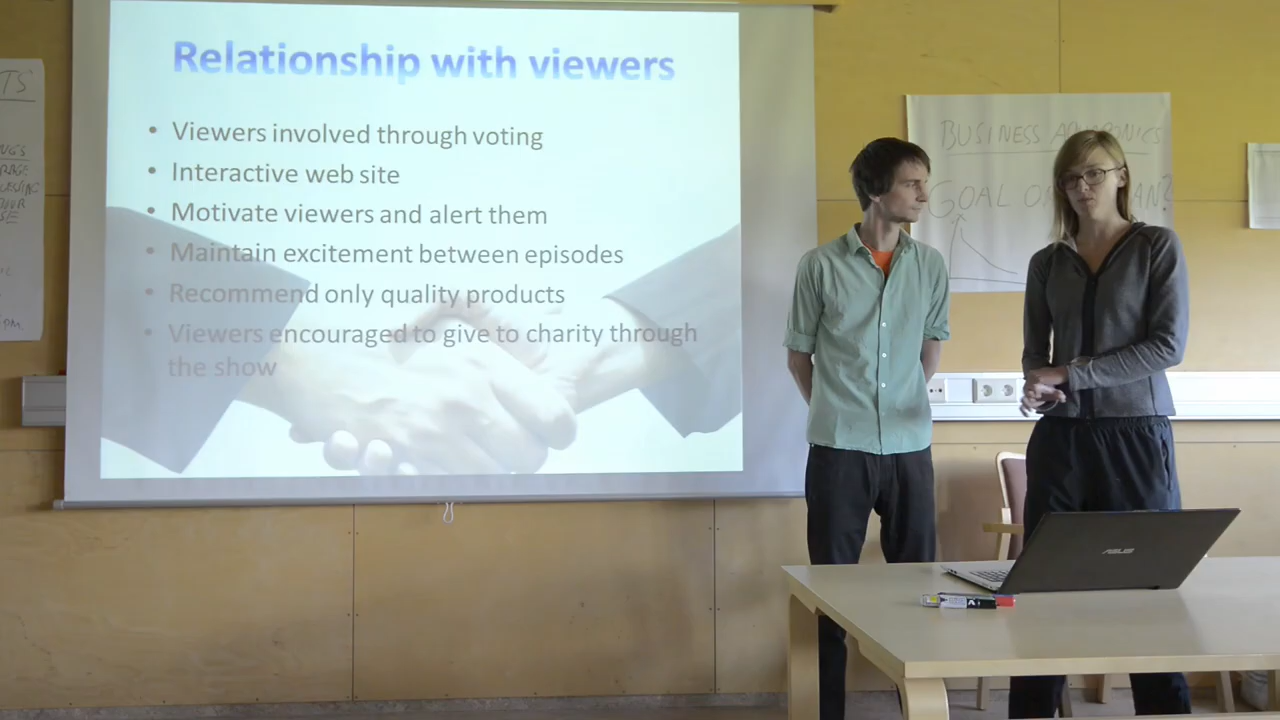 Relationship with viewers
• Viewers involved through voting
• Interactive web site
• Motivate viewers and alert them
• Maintain excitement between episodes
• Recommend only quality products
• Viewers encouraged to give to charity through
the show
BUSINESS AQUAPONICS
GOAL
ASUS